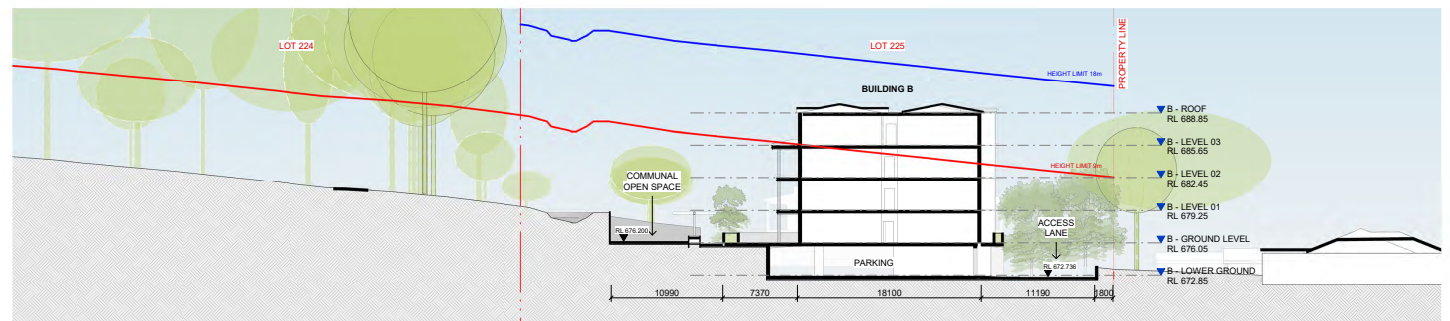 LOT 224
LOT 225
PROPERTY LINE
HEIGHT LIMIT 18m
BUILDING B
B - ROOF
RL 688.85
B - LEVEL 03
RL 685.65
HEIGHT LIMIT 9m
B - LEVEL 02
RL 682.45
COMMUNAL
OPEN SPACE
B - LEVEL 01
RL 679.25
ACCESS
LANE
RL 676.200
B - GROUND LEVEL
RL 676.05
PARKING
RL 672.736
B - LOWER GROUND
RL 672.85
10990 7370 18100 11190 1800